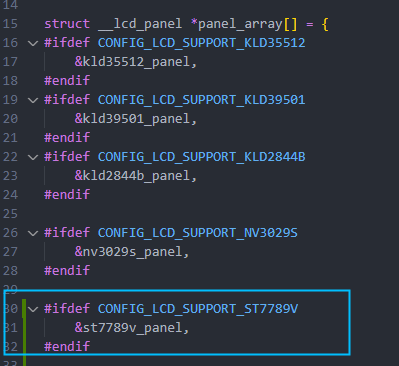 14
15 struct __lcd_panel *panel_array[] = {
16 #ifdef CONFIG_LCD_SUPPORT_KLD35512
17 &kld35512_panel,
18 #endif
19 #ifdef CONFIG_LCD_SUPPORT_KLD39501
20 &kld39501_panel,
21 #endif
22 #ifdef CONFIG_LCD_SUPPORT_KLD2844B
23 &kld2844b_panel,
24 #endif
25
26 #ifdef CONFIG_LCD_SUPPORT_NV3029S
27 &nv3029s_panel,
28 #endif
29
30 #ifdef CONFIG_LCD_SUPPORT_ST7789V
31 &st7789v_panel,
32 #endif
33